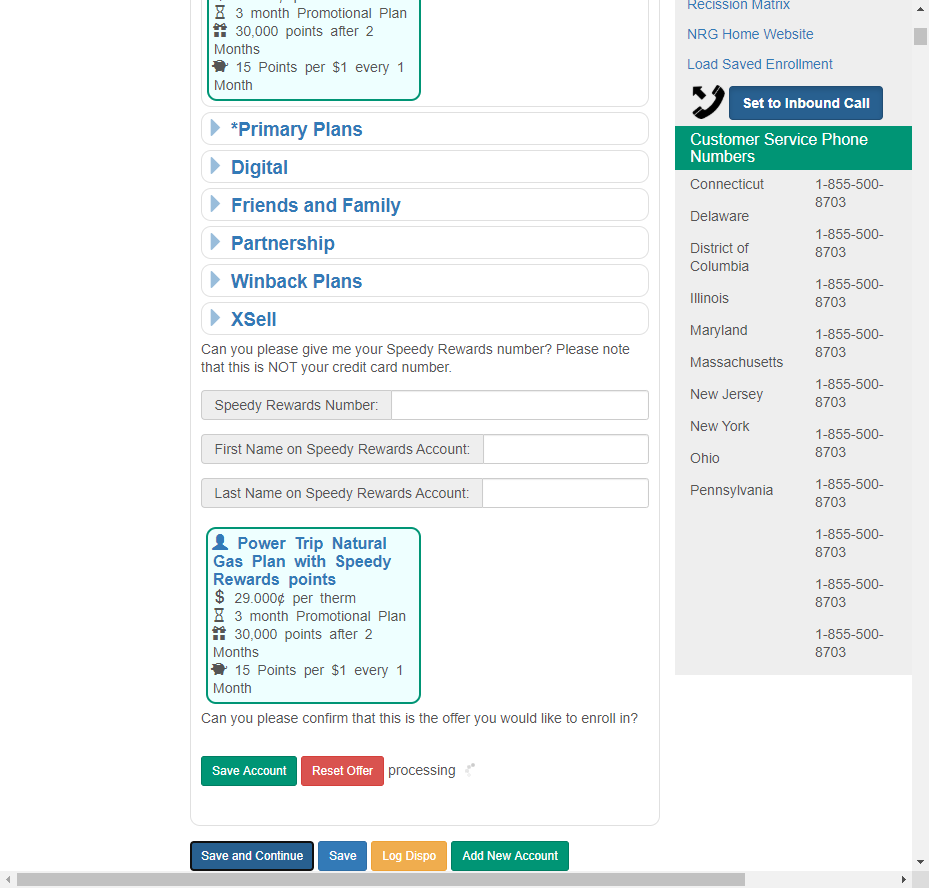 3 month Promotional Plan
30,000 points after 2
Months
15 Points per $1 every 1
Month
*Primary Plans
Digital
Friends and Family
Partnership
Winback Plans
XSell
Can you please give me your Speedy Rewards number? Please note
that this is NOT your credit card number.
Speedy Rewards Number:
First Name on Speedy Rewards Account:
Last Name on Speedy Rewards Account:
Power Trip Natural
Gas Plan with Speedy
Rewards points
$ 29.000¢ per therm
3 month Promotional Plan
30,000 points after 2
Months
15 Points per $1 every 1
Month
Can you please confirm that this is the offer you would like to enroll in?
Save Account Reset Offer processing
Save and Continue Save Log Dispo Add New Account
Recission Matrix
NRG Home Website
Load Saved Enrollment
Set to Inbound Call
Customer Service Phone
Numbers
Connecticut
Delaware
District of
Columbia
Illinois
Maryland
Massachusetts
New Jersey
New York
Ohio
Pennsylvania
1-855-500-
8703
1-855-500-
8703
1-855-500-
8703
1-855-500-
8703
1-855-500-
8703
1-855-500-
8703
1-855-500-
8703
1-855-500-
8703
1-855-500-
8703
1-855-500-
8703